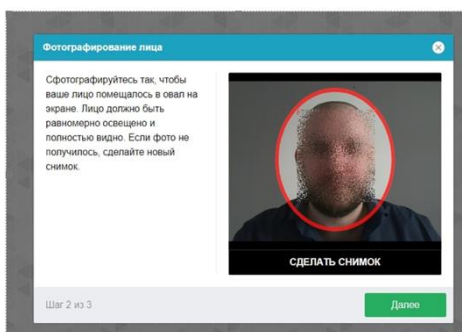 Фотографирование лица
Сфотографируйтесь так, чтобы
ваше лицо помещалось в овал на
экране. Лицо должно быть
равномерно освещено и
полностью видно. Если фото не
получилось, сделайте новый
снимок.
СДЕЛАТЬ СНИМОК
Шаг 2 из 3
Далее